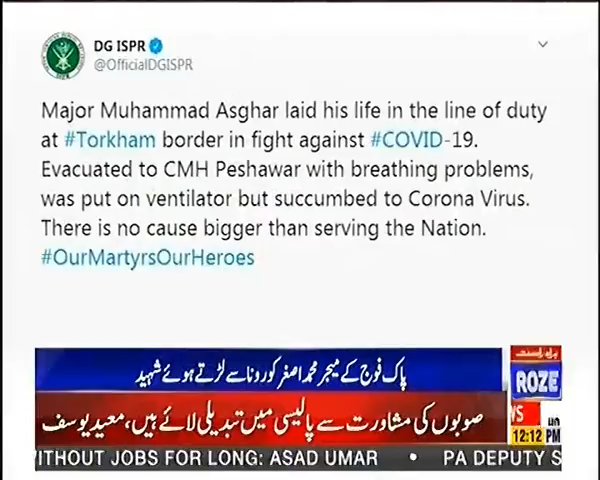 DG ISPR
@OfficialDGISPR
Major Muhammad Asghar laid his life in the line of duty
at #Torkham border in fight against #COVID-19.
Evacuated to CMH Peshawar with breathing problems,
was put on ventilator but succumbed to Corona Virus.
There is no cause bigger than serving the Nation.
#OurMartyrsOurHeroes
پاک فوج کے میجر محمد اصغر کورونا سے لڑتے ہوئے شہید
براہ راست
ROZE
صوبوں کی مشاورت سے پالیسی میں تبدیلی لائے ہیں، معید یوسف
WS
12:12 PM
ITHOUT JOBS FOR LONG: ASAD UMAR • PA DEPUTY S